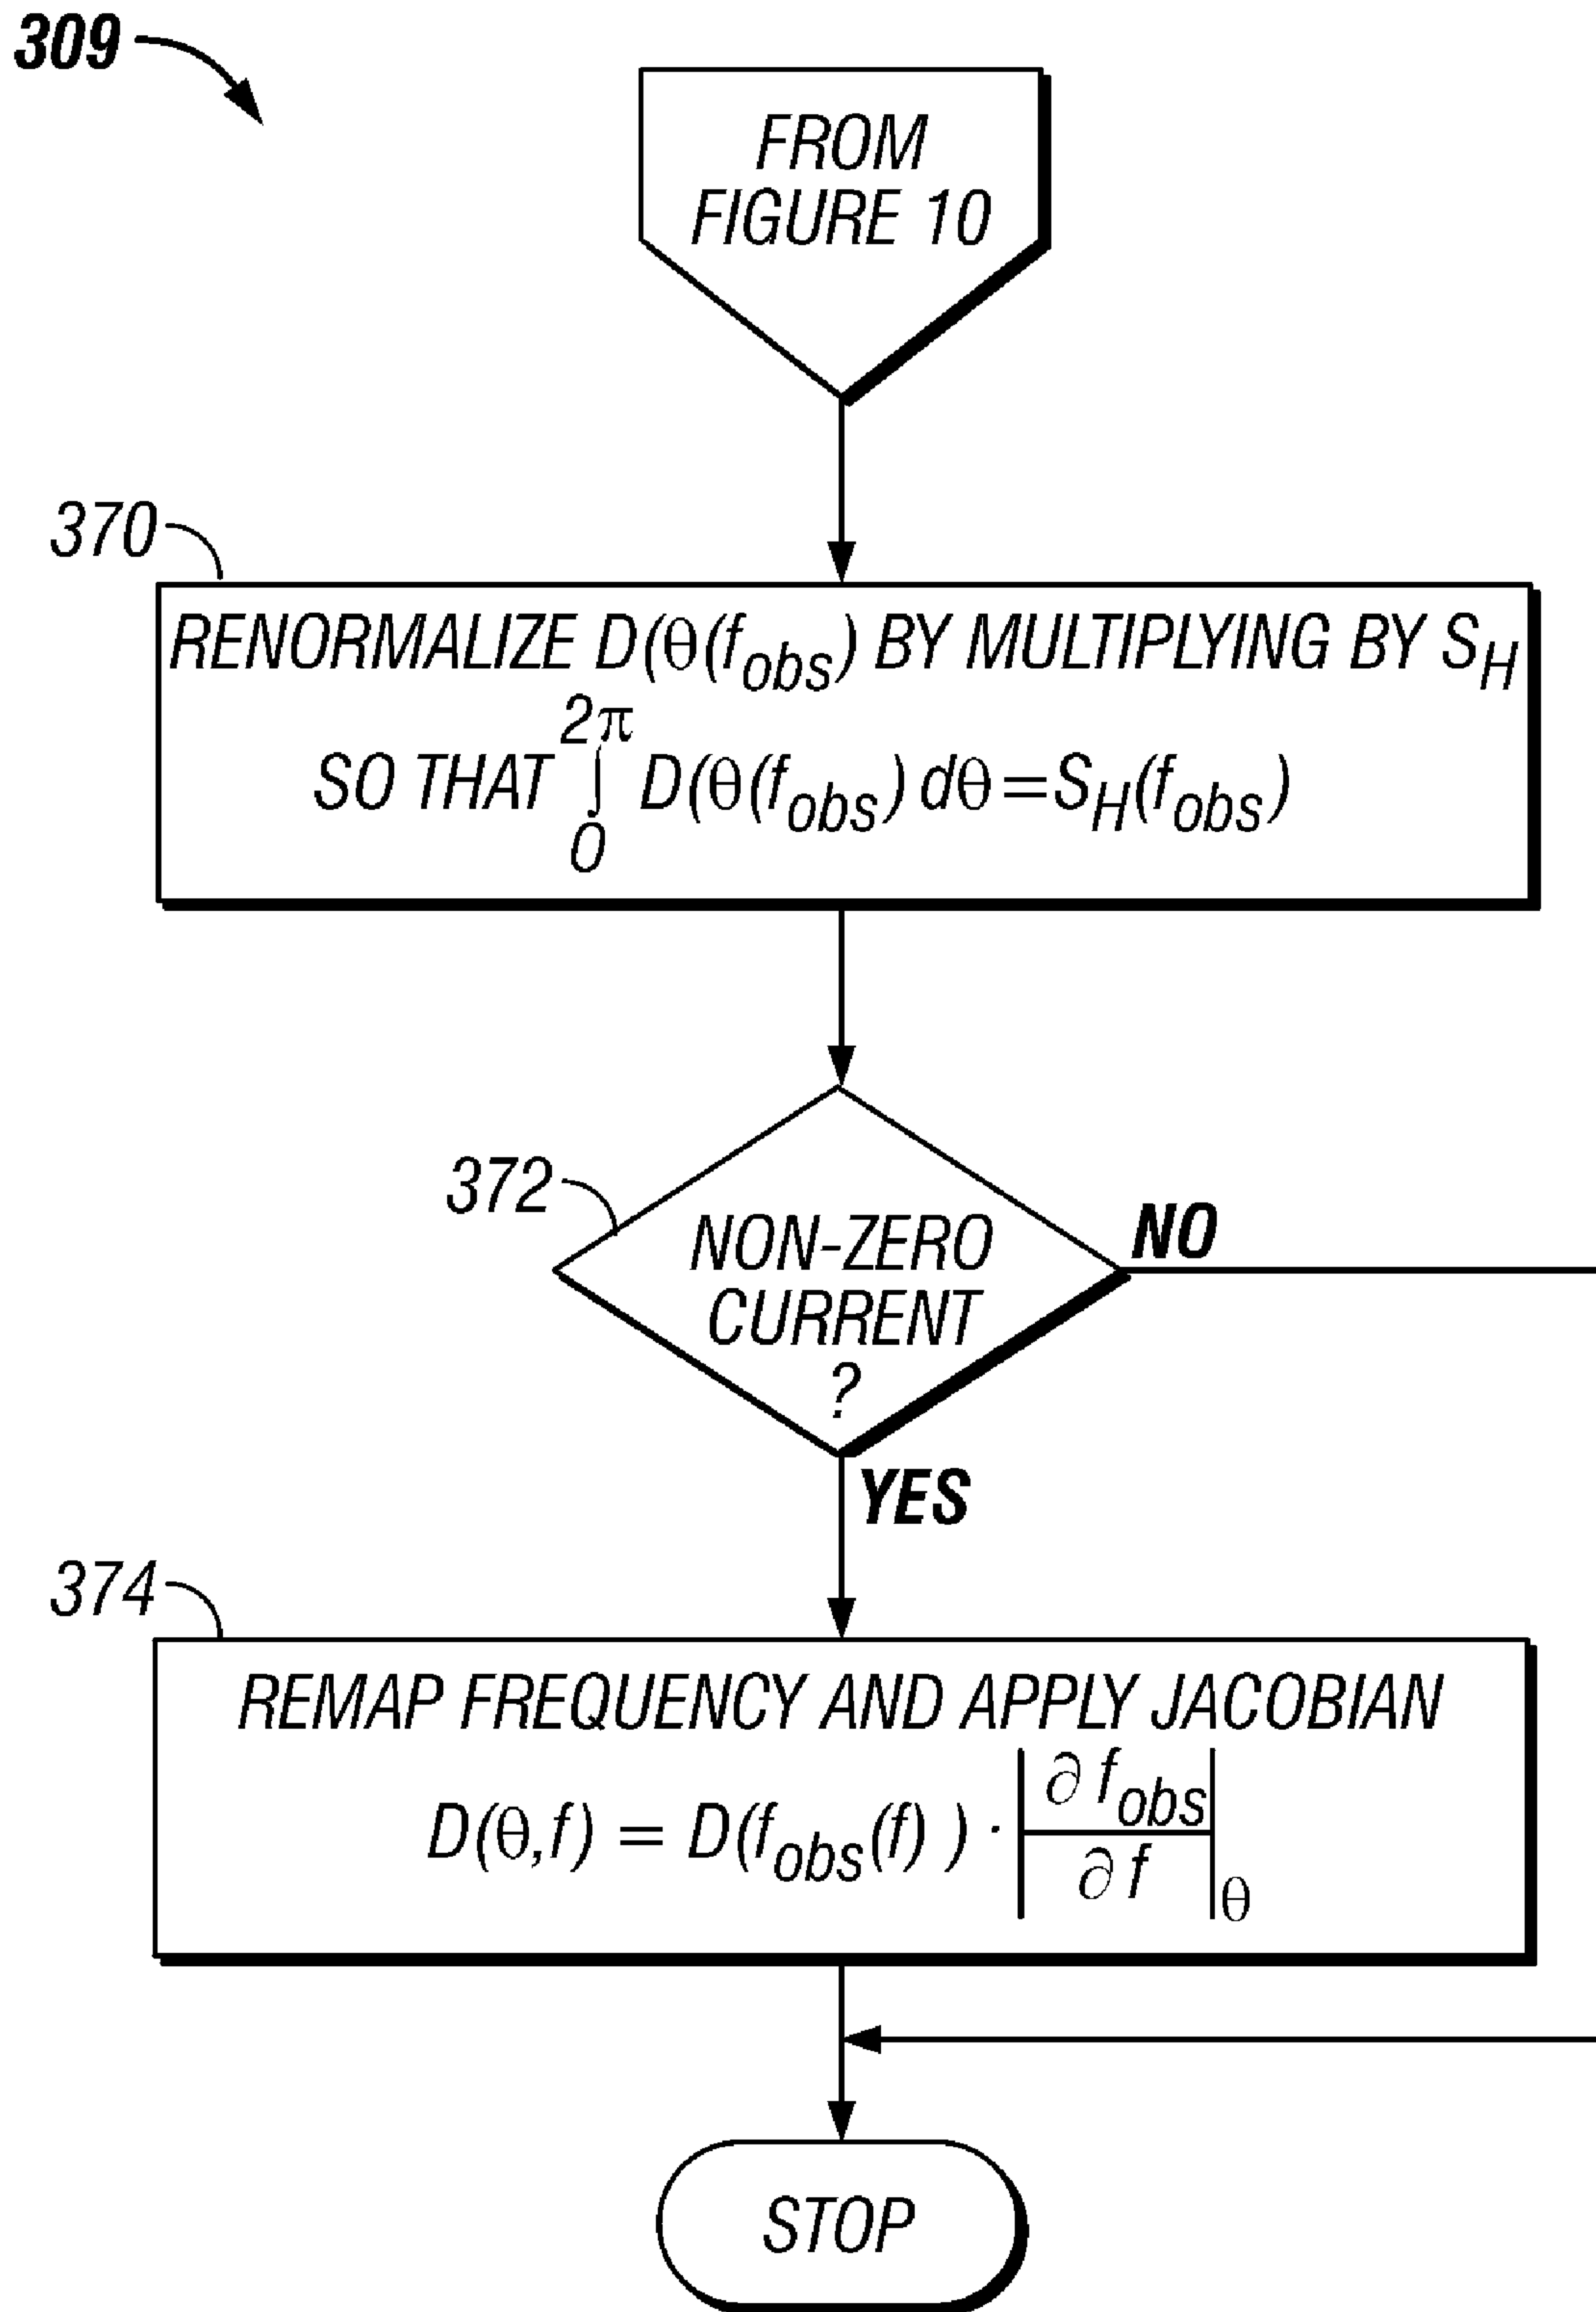 309
FROM
FIGURE 10
370
RENORMALIZE D(θ(f_obs) BY MULTIPLYING BY S_H
SO THAT ∫_0^2π D(θ(f_obs) dθ=S_H(f_obs)
372
NON-ZERO
CURRENT
?
NO
YES
374
REMAP FREQUENCY AND APPLY JACOBIAN
D(θ,f) = D(f_obs(f) ) · |∂f_obs/∂f|_θ
STOP